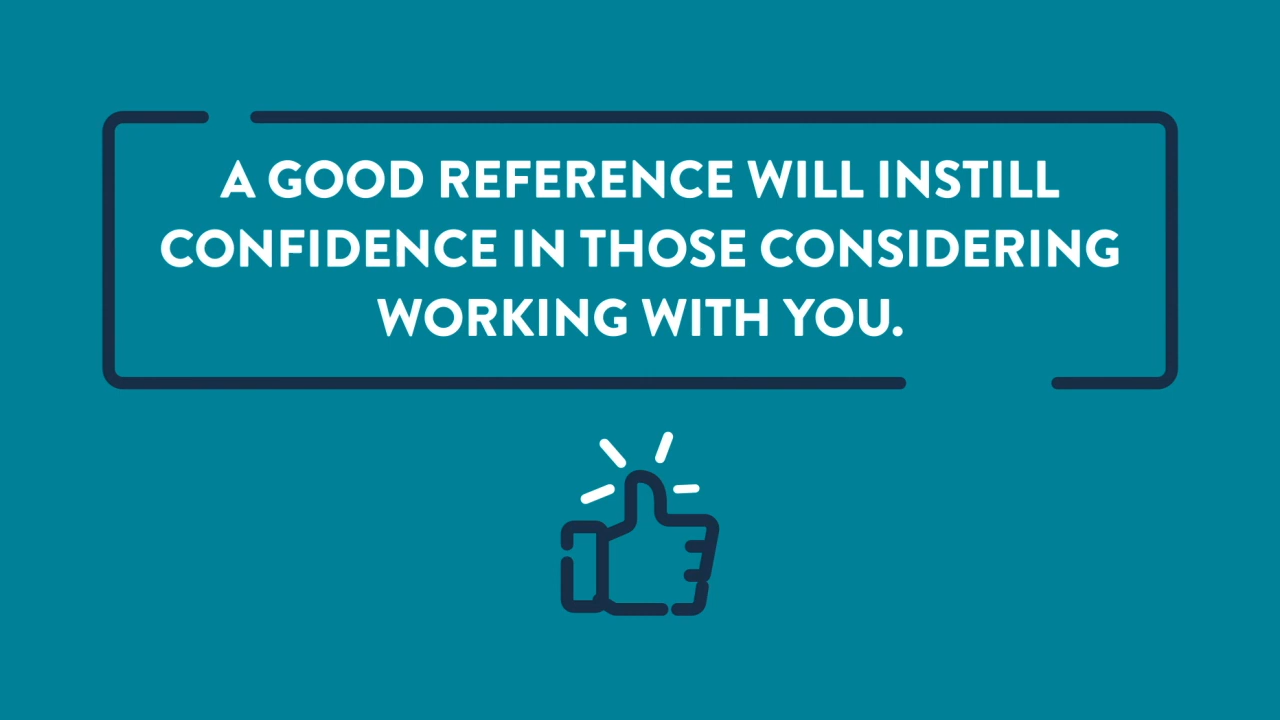 A GOOD REFERENCE WILL INSTILL
CONFIDENCE IN THOSE CONSIDERING
WORKING WITH YOU.